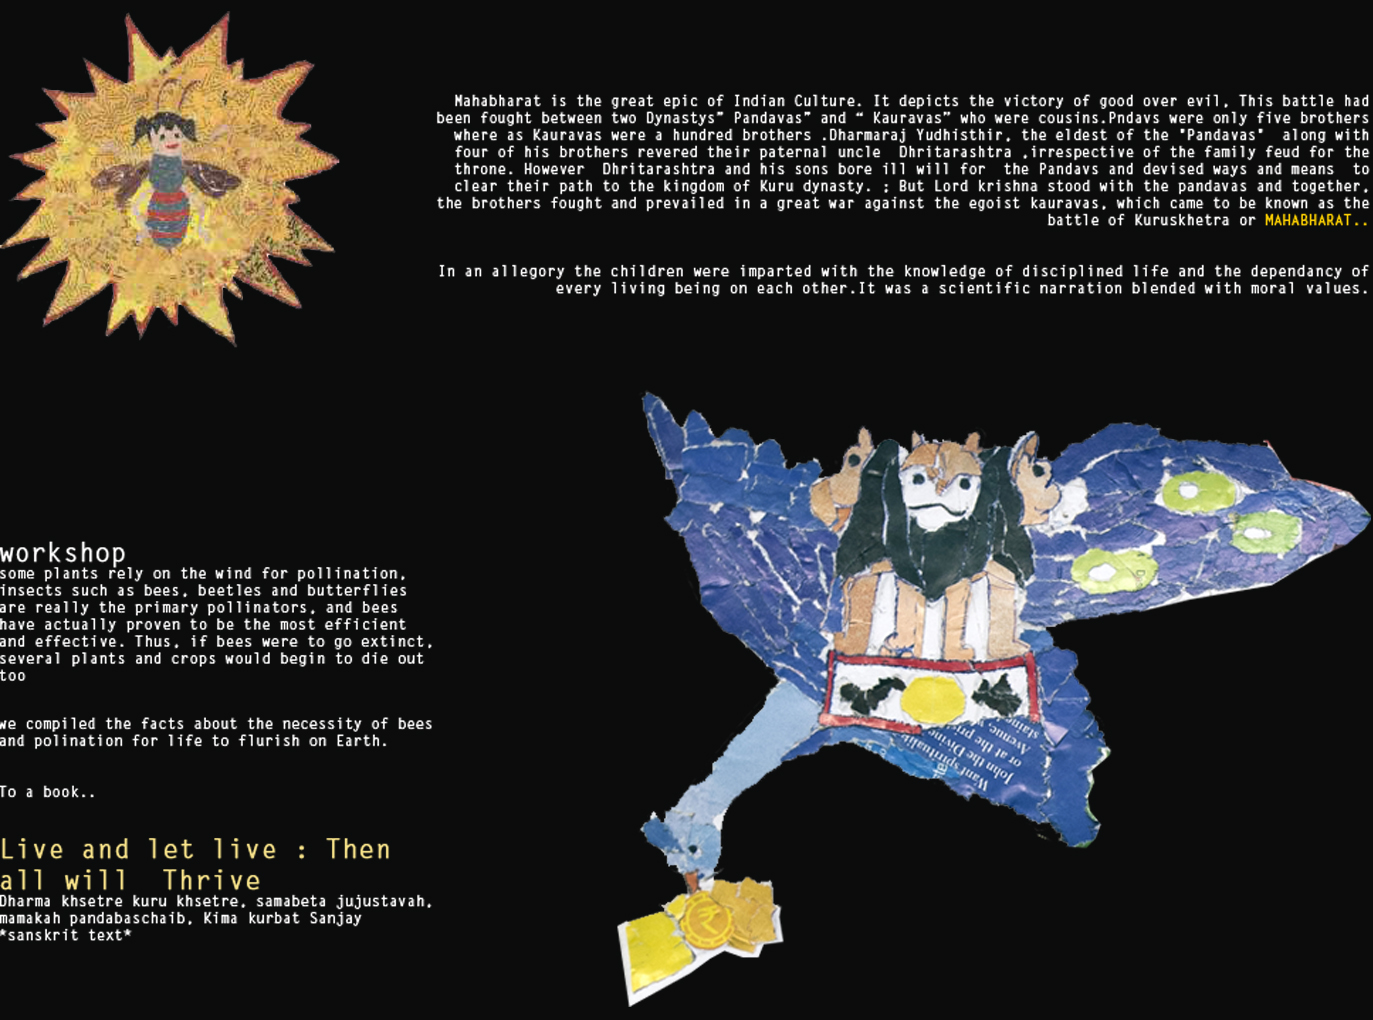 Mahabharat is the great epic of Indian Culture. It depicts the victory of good over evil, This battle had
been fought between two Dynastys” Pandavas” and “ Kauravas” who were cousins.Pndavs were only five brothers
where as Kauravas were a hundred brothers .Dharmaraj Yudhisthir, the eldest of the "Pandavas"  along with
four of his brothers revered their paternal uncle  Dhritarashtra ,irrespective of the family feud for the
throne. However  Dhritarashtra and his sons bore ill will for  the Pandavs and devised ways and means  to
clear their path to the kingdom of Kuru dynasty. ; But Lord krishna stood with the pandavas and together,
the brothers fought and prevailed in a great war against the egoist kauravas, which came to be known as the
battle of Kuruskhetra or MAHABHARAT..
In an allegory the children were imparted with the knowledge of disciplined life and the dependancy of
every living being on each other.It was a scientific narration blended with moral values.
workshop
some plants rely on the wind for pollination,
insects such as bees, beetles and butterflies
are really the primary pollinators, and bees
have actually proven to be the most efficient
and effective. Thus, if bees were to go extinct,
several plants and crops would begin to die out
too
we compiled the facts about the necessity of bees
and polination for life to flurish on Earth.
To a book..
Live and let live : Then
all will  Thrive
Dharma khsetre kuru khsetre, samabeta jujustavah,
mamakah pandabaschaib, Kima kurbat Sanjay
*sanskrit text*
Want spirituali
John the Divine
or at the pri
Avenue
₹